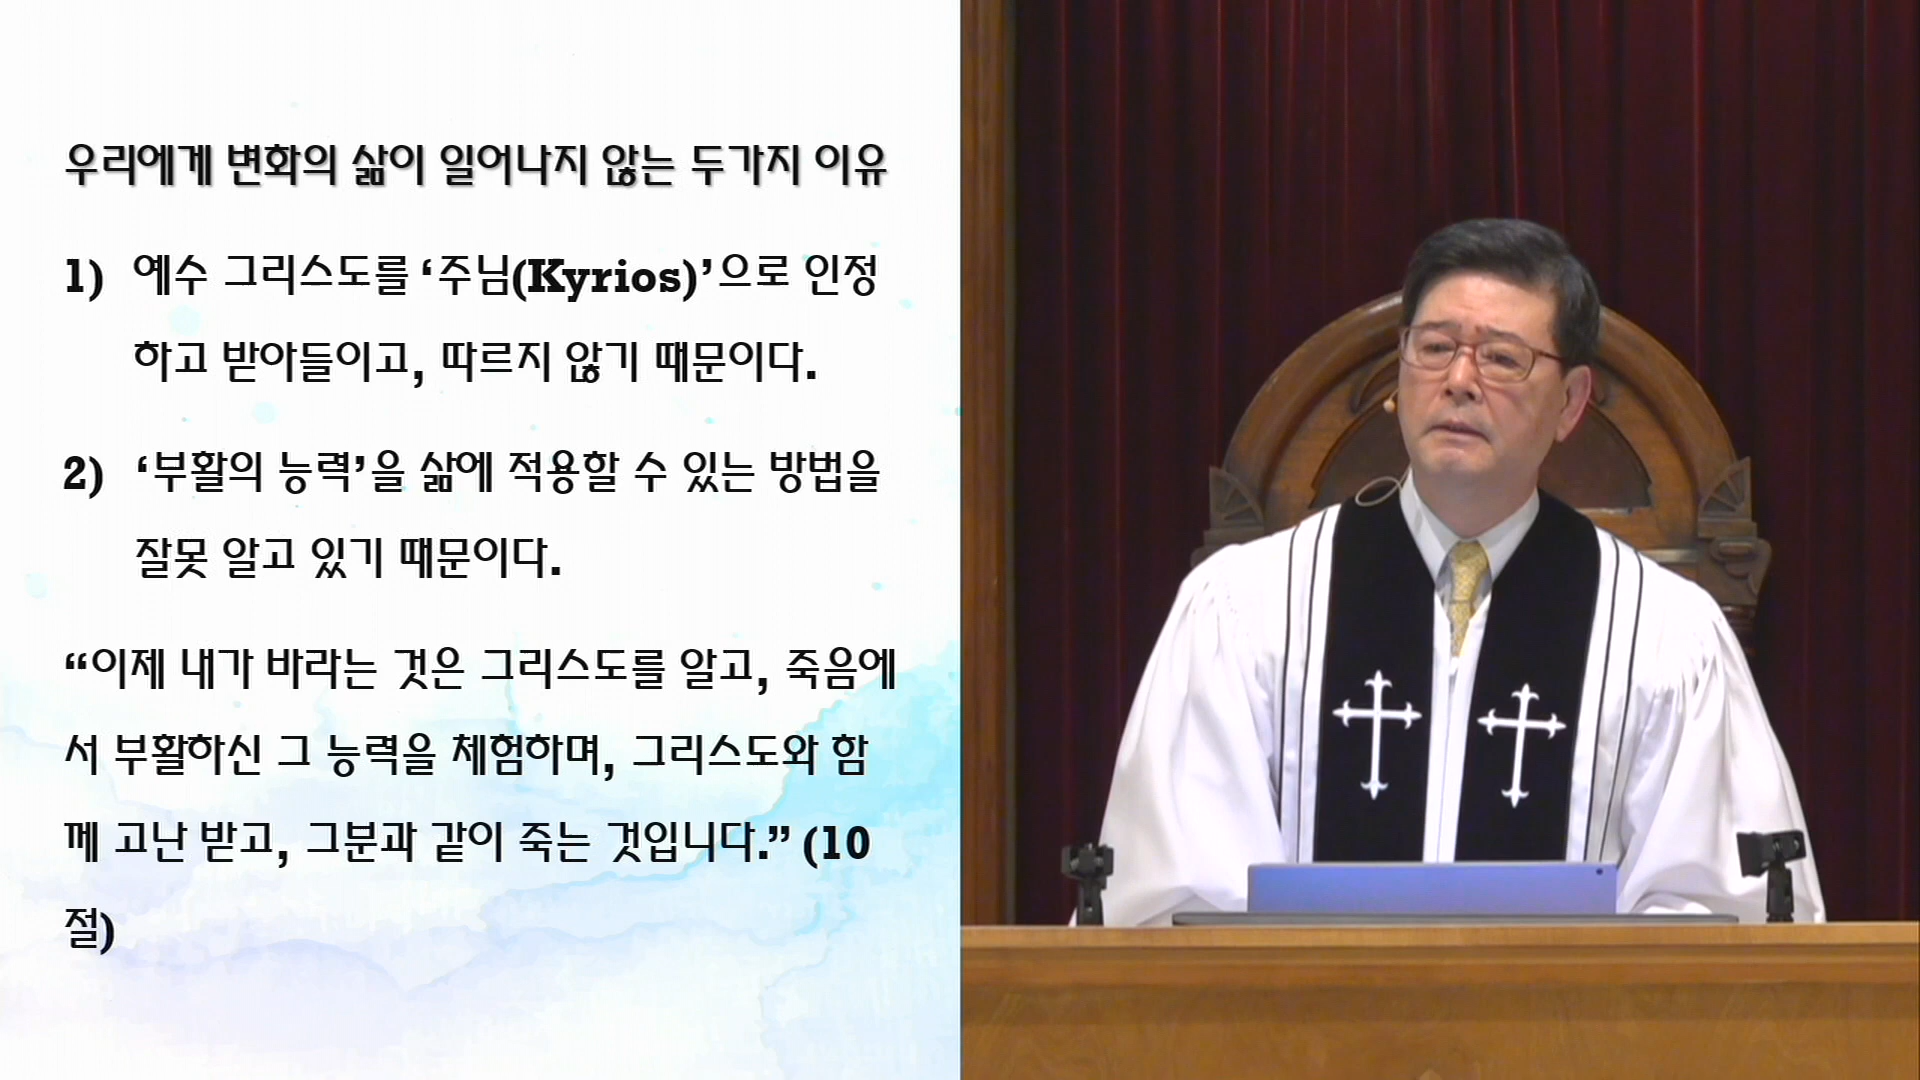 우리에게 변화의 삶이 일어나지 않는 두가지 이유
1) 예수 그리스도를 ‘주님(Kyrios)’으로 인정
하고 받아들이고, 따르지 않기 때문이다.
2) ‘부활의 능력’을 삶에 적용할 수 있는 방법을
잘못 알고 있기 때문이다.
“이제 내가 바라는 것은 그리스도를 알고, 죽음에
서 부활하신 그 능력을 체험하며, 그리스도와 함
께 고난 받고, 그분과 같이 죽는 것입니다.” (10
절)